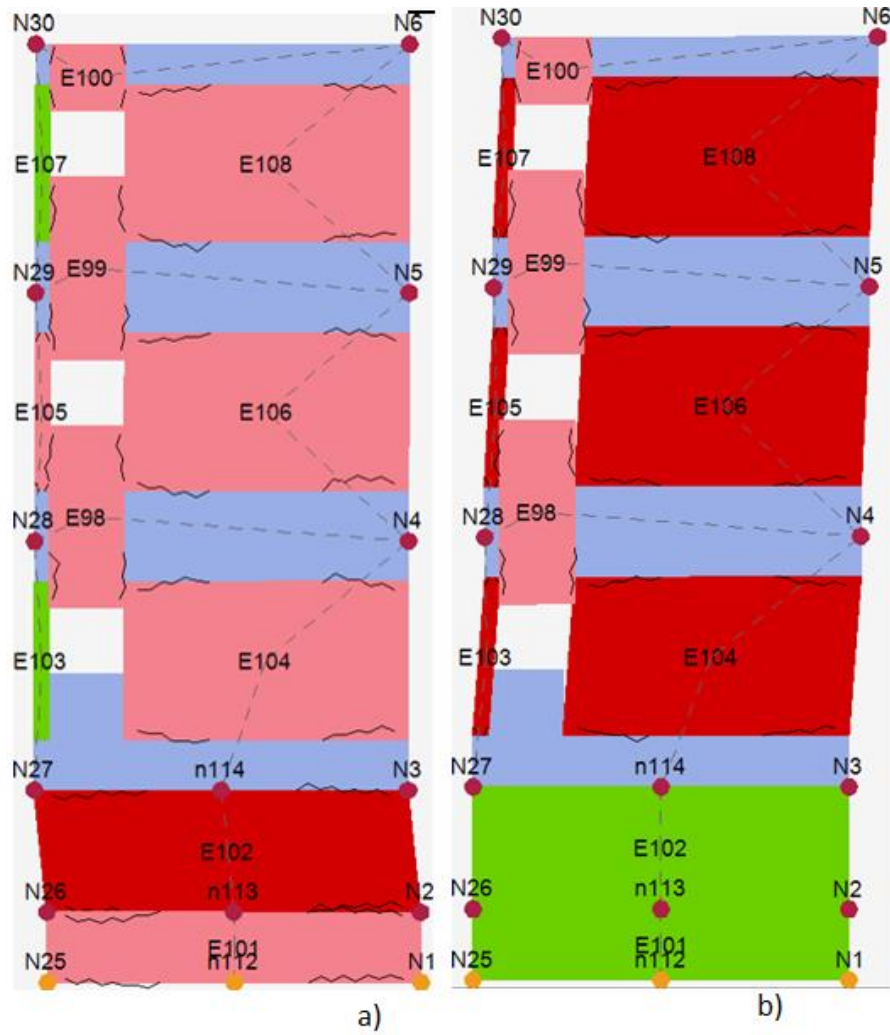 N30 N6 N30 N6
E100 E100
E107 E108 E107 E108
N29 E99 N5 N29 E99 N5
E105 E106 E105 E106
N28 E98 N4 N28 E98 N4
E103 E104 E103 E104
N27 n114 N3 N27 n114 N3
E102 E102
N26 n113 N2 N26 n113 N2
E101 E101
N25 n112 N1 N25 n112 N1
a) b)